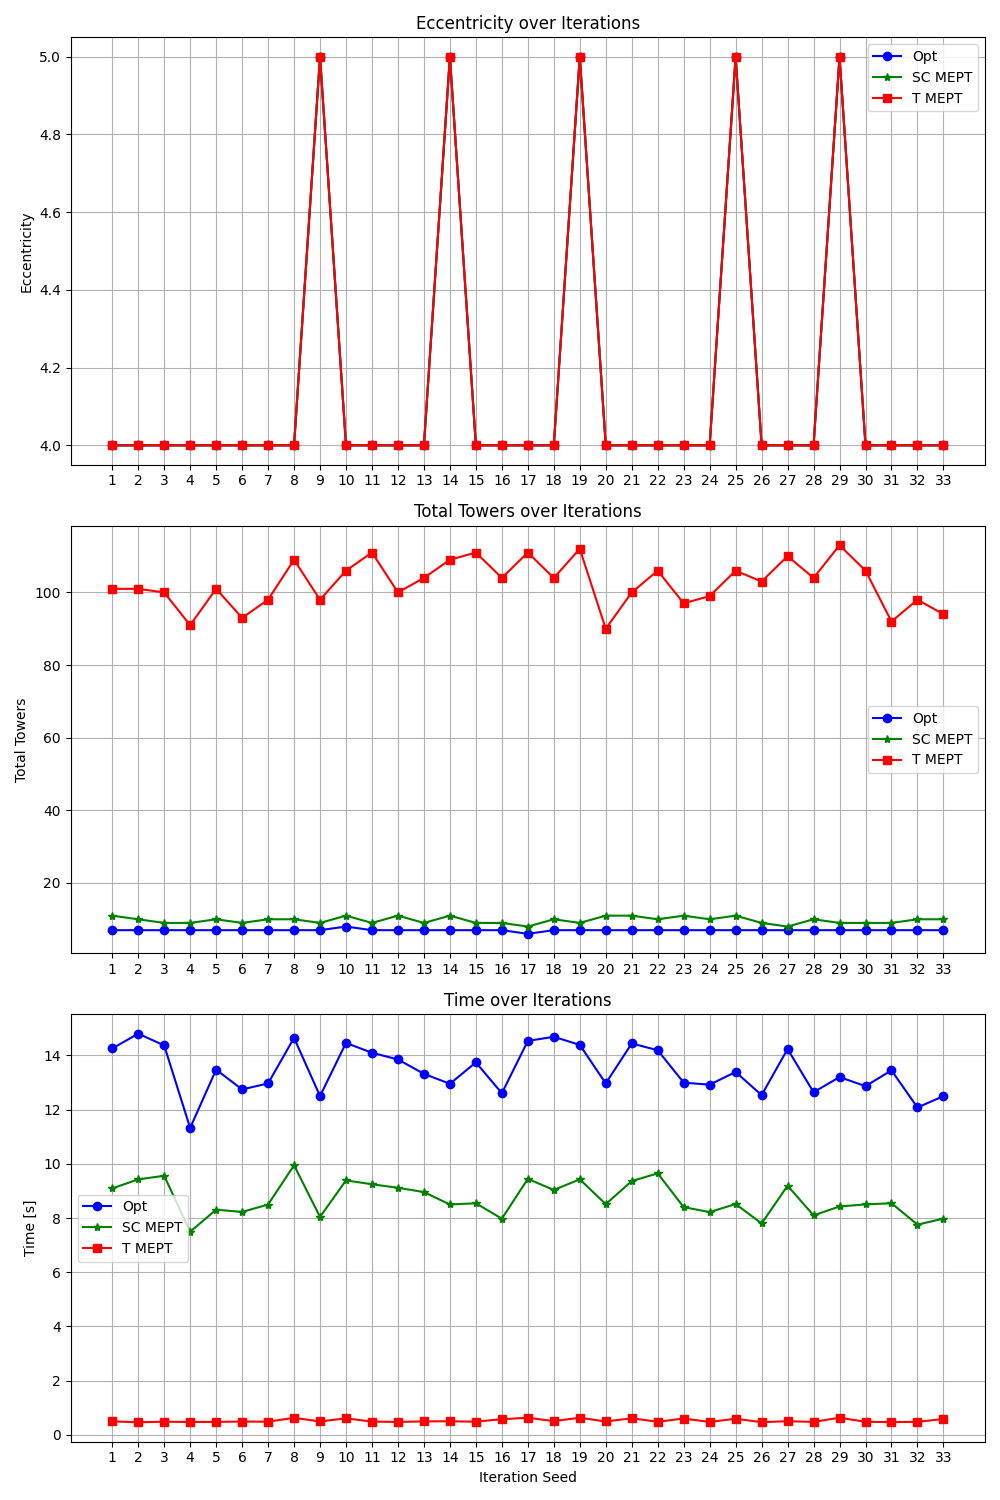 Eccentricity over Iterations
Eccentricity
5.0
4.8
4.6
4.4
4.2
4.0
Opt
SC MEPT
T MEPT
1 2 3 4 5 6 7 8 9 10 11 12 13 14 15 16 17 18 19 20 21 22 23 24 25 26 27 28 29 30 31 32 33
Total Towers over Iterations
Total Towers
100
80
60
40
20
Opt
SC MEPT
T MEPT
1 2 3 4 5 6 7 8 9 10 11 12 13 14 15 16 17 18 19 20 21 22 23 24 25 26 27 28 29 30 31 32 33
Time over Iterations
Time [s]
14
12
10
8
6
4
2
0
Opt
SC MEPT
T MEPT
1 2 3 4 5 6 7 8 9 10 11 12 13 14 15 16 17 18 19 20 21 22 23 24 25 26 27 28 29 30 31 32 33
Iteration Seed